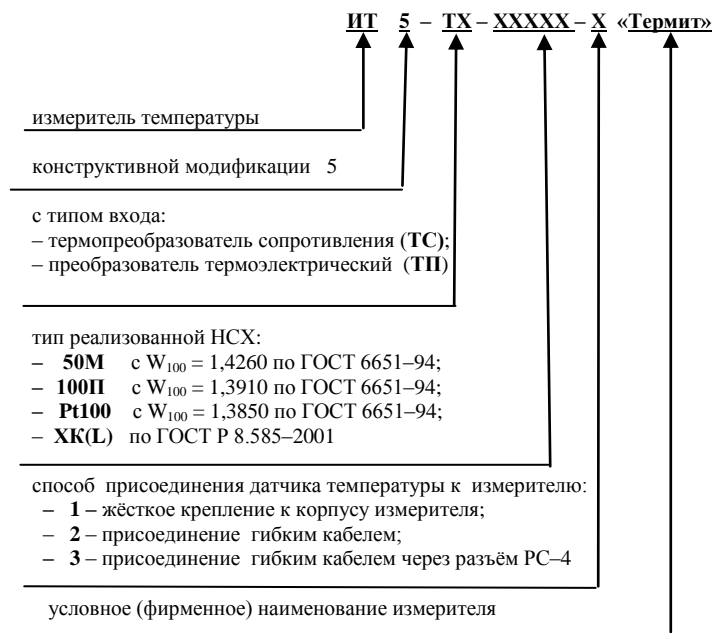 ИТ 5 – ТХ – ХХХХХ – Х «Термит»
измеритель температуры
конструктивной модификации 5
с типом входа:
– термопреобразователь сопротивления (ТС);
– преобразователь термоэлектрический (ТП)
тип реализованной НСХ:
– 50М с W₁₀₀ = 1,4260 по ГОСТ 6651–94;
– 100П с W₁₀₀ = 1,3910 по ГОСТ 6651–94;
– Pt100 с W₁₀₀ = 1,3850 по ГОСТ 6651–94;
– ХК(L) по ГОСТ Р 8.585–2001
способ присоединения датчика температуры к измерителю:
– 1 – жёсткое крепление к корпусу измерителя;
– 2 – присоединение гибким кабелем;
– 3 – присоединение гибким кабелем через разъём РС–4
условное (фирменное) наименование измерителя